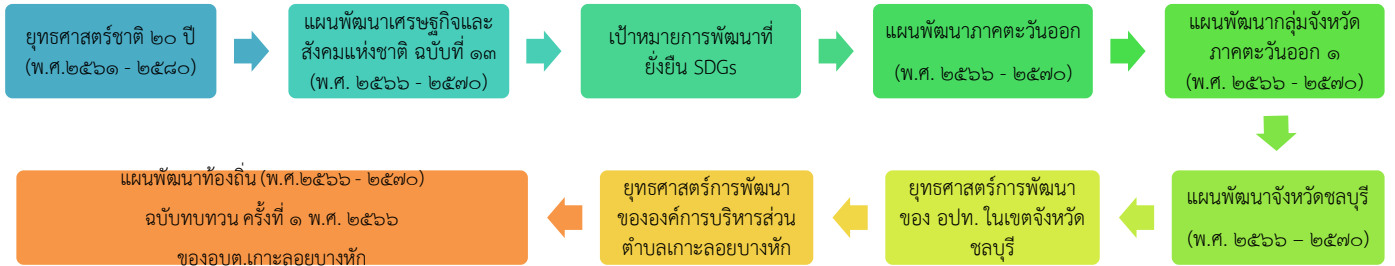 ยุทธศาสตร์ชาติ ๒๐ ปี
(พ.ศ.๒๕๖๑ - ๒๕๘๐)
แผนพัฒนาเศรษฐกิจและ
สังคมแห่งชาติ ฉบับที่ ๑๓
(พ.ศ. ๒๕๖๖ - ๒๕๗๐)
เป้าหมายการพัฒนาที่
ยั่งยืน SDGs
แผนพัฒนาภาคตะวันออก
(พ.ศ. ๒๕๖๖ - ๒๕๗๐)
แผนพัฒนากลุ่มจังหวัด
ภาคตะวันออก ๑
(พ.ศ. ๒๕๖๖ - ๒๕๗๐)
แผนพัฒนาจังหวัดชลบุรี
(พ.ศ. ๒๕๖๖ – ๒๕๗๐)
ยุทธศาสตร์การพัฒนา
ของ อปท. ในเขตจังหวัด
ชลบุรี
ยุทธศาสตร์การพัฒนา
ขององค์การบริหารส่วน
ตำบลเกาะลอยบางหัก
แผนพัฒนาท้องถิ่น (พ.ศ.๒๕๖๖ - ๒๕๗๐)
ฉบับทบทวน ครั้งที่ ๑ พ.ศ. ๒๕๖๖
ของอบต.เกาะลอยบางหัก